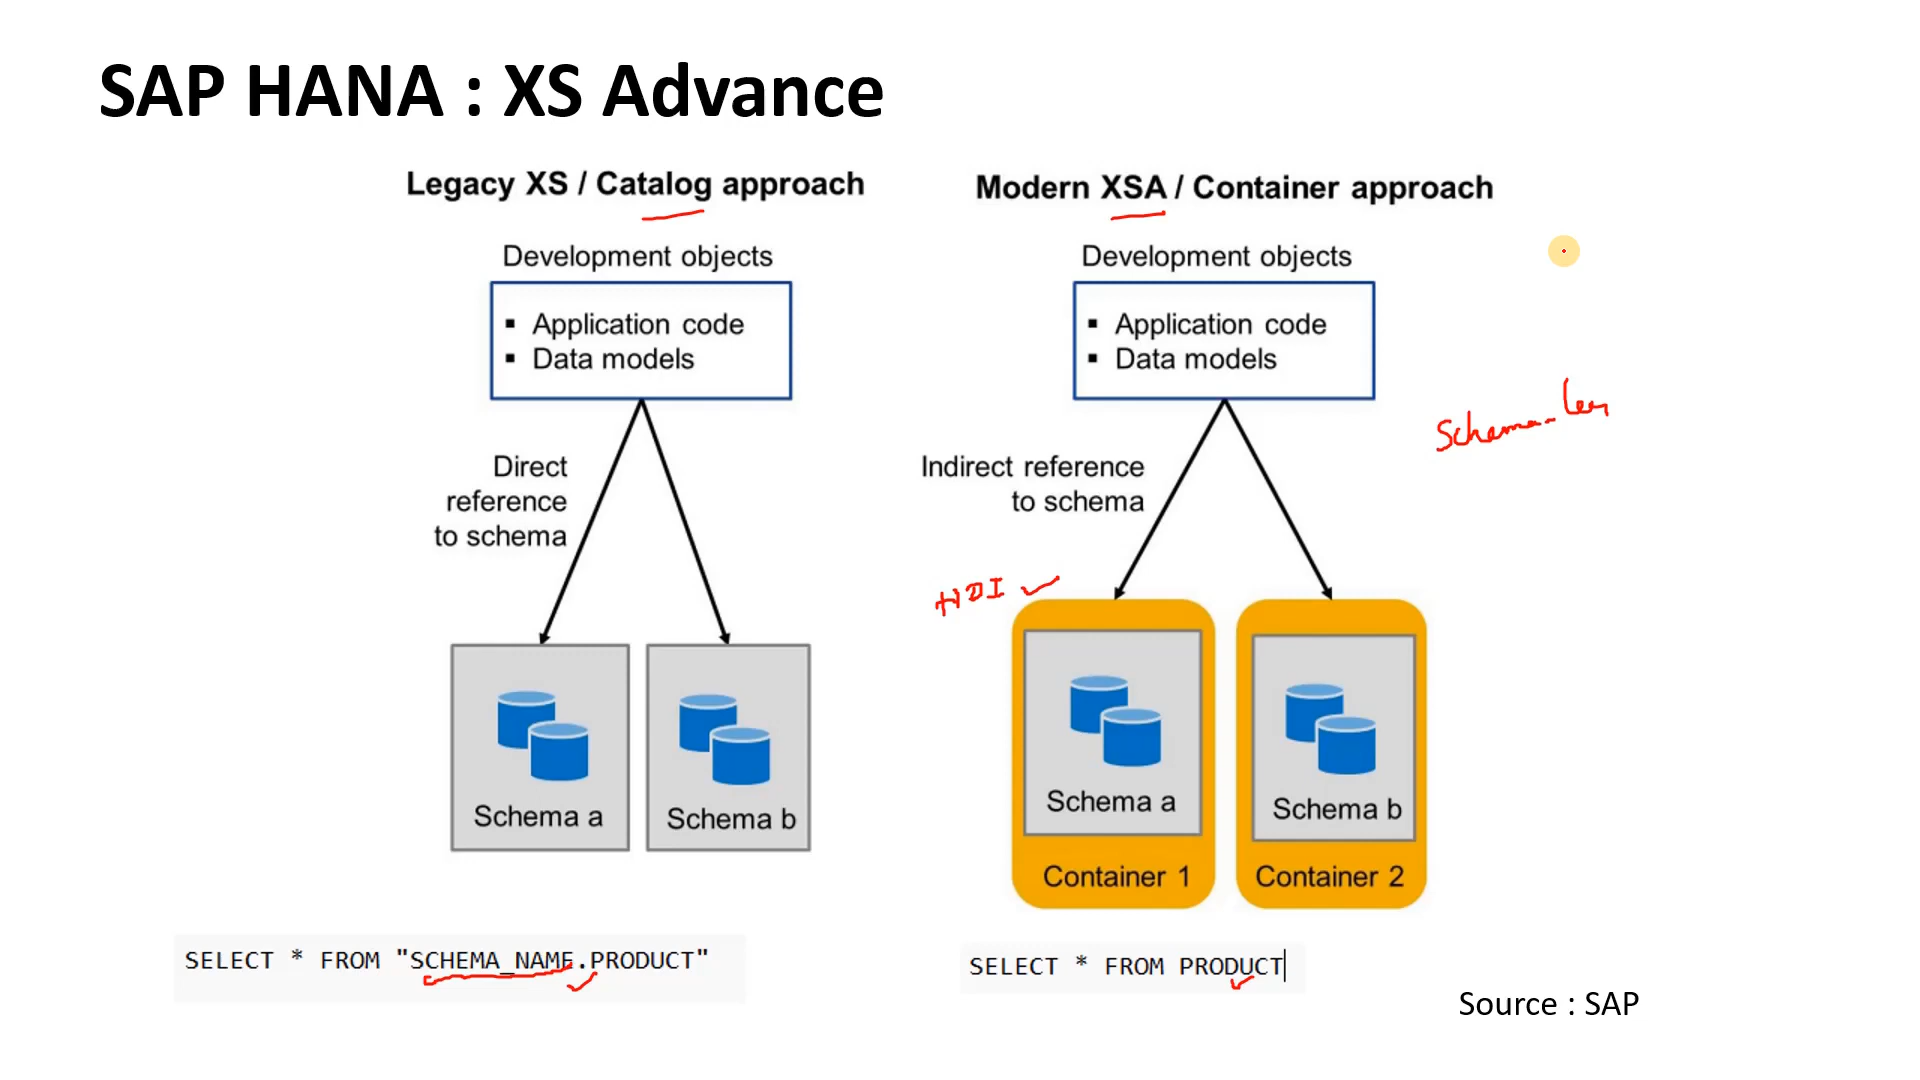 SAP HANA : XS Advance
Legacy XS / Catalog approach
Development objects
▪ Application code
▪ Data models
Direct
reference
to schema
Schema a
Schema b
SELECT * FROM "SCHEMA_NAME.PRODUCT"
Modern XSA / Container approach
Development objects
▪ Application code
▪ Data models
Indirect reference
to schema
Schema-
HDI
Schema a
Container 1
Schema b
Container 2
SELECT * FROM PRODUCT
Source : SAP